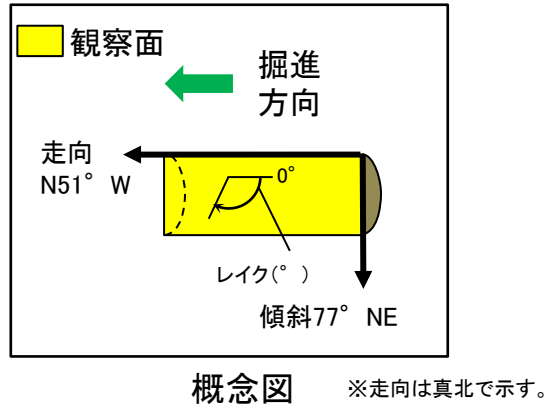 観察面
掘進
方向
走向
N51° W
0°
レイク(° )
傾斜77° NE
概念図
※走向は真北で示す。